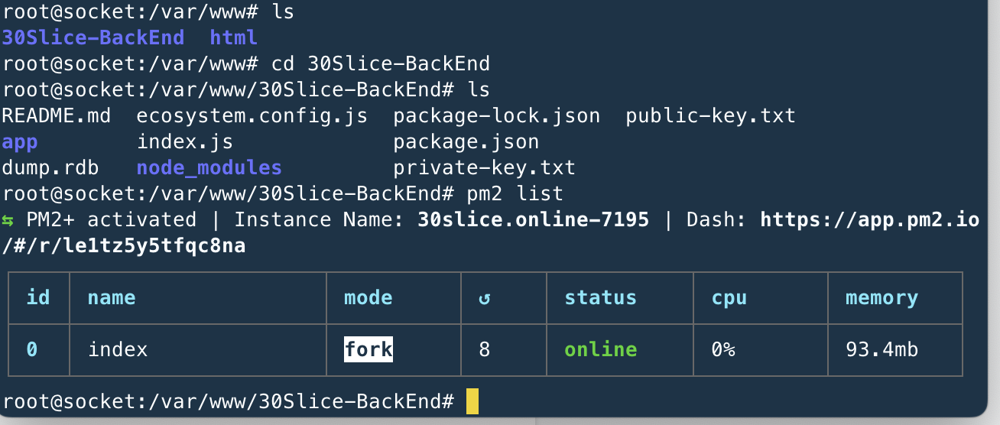 root@socket:/var/www# ls
30Slice-BackEnd  html
root@socket:/var/www# cd 30Slice-BackEnd
root@socket:/var/www/30Slice-BackEnd# ls
README.md  ecosystem.config.js  package-lock.json  public-key.txt
app        index.js             package.json
dump.rdb   node_modules         private-key.txt
root@socket:/var/www/30Slice-BackEnd# pm2 list
⇆ PM2+ activated | Instance Name: 30slice.online-7195 | Dash: https://app.pm2.io
/#/r/le1tz5y5tfqc8na
id  name  mode  ↺  status  cpu  memory
0  index  fork  8  online  0%  93.4mb
root@socket:/var/www/30Slice-BackEnd#